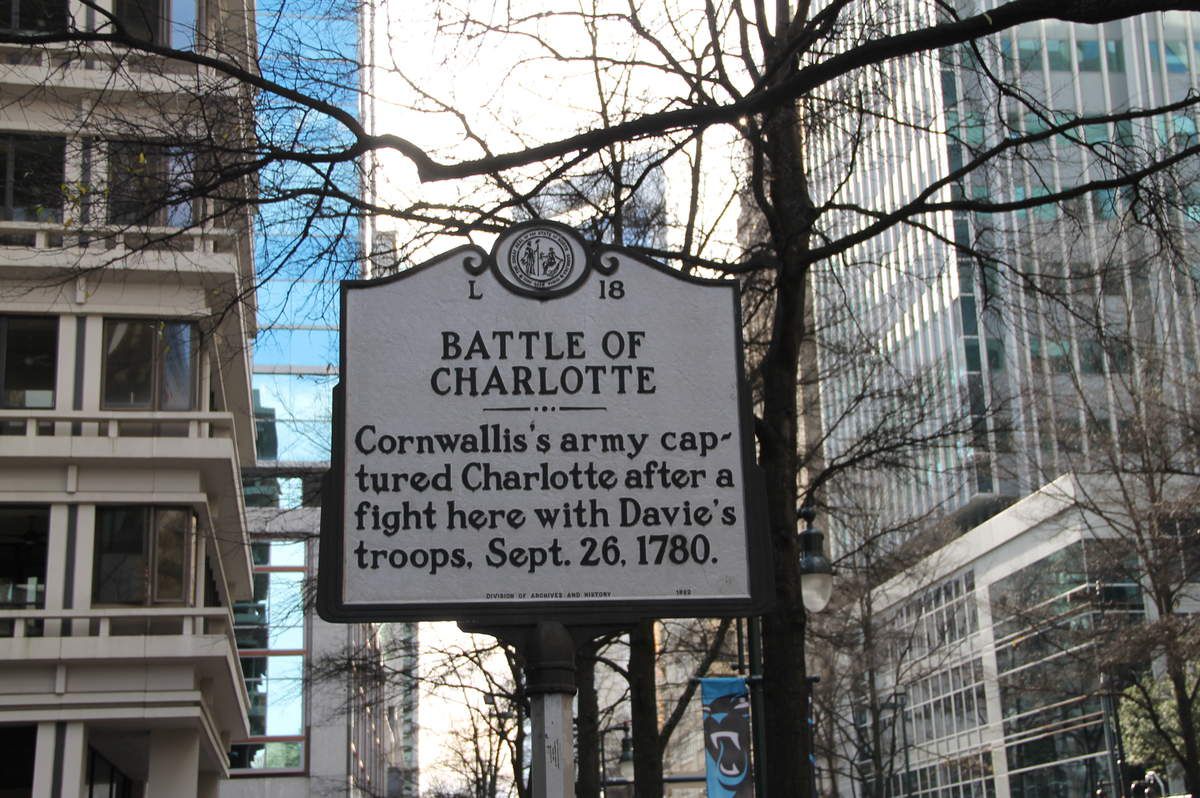 L 18
BATTLE OF
CHARLOTTE
Cornwallis's army cap-
tured Charlotte after a
fight here with Davie's
troops, Sept. 26, 1780.
DIVISION OF ARCHIVES AND HISTORY